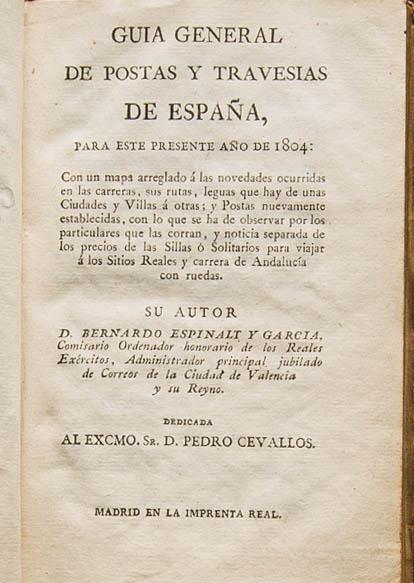 GUIA GENERAL
DE POSTAS Y TRAVESIAS
DE ESPAÑA,
PARA ESTE PRESENTE AÑO DE 1804:
Con un mapa arreglado á las novedades ocurridas
en las carreras, sus rutas, leguas que hay de unas
Ciudades y Villas á otras; y Postas nuevamente
establecidas, con lo que se ha de observar por los
particulares que las corran, y noticia separada de
los precios de las Sillas ó Solitarios para viajar
á los Sitios Reales y carrera de Andalucía
con ruedas.
SU AUTOR
D. BERNARDO ESPINALT Y GARCIA,
Comisario Ordenador honorario de los Reales
Exércitos, Administrador principal jubilado
de Correos de la Ciudad de Valencia
y su Reyno.
DEDICADA
AL EXCMO. SR. D. PEDRO CEVALLOS.
MADRID EN LA IMPRENTA REAL.